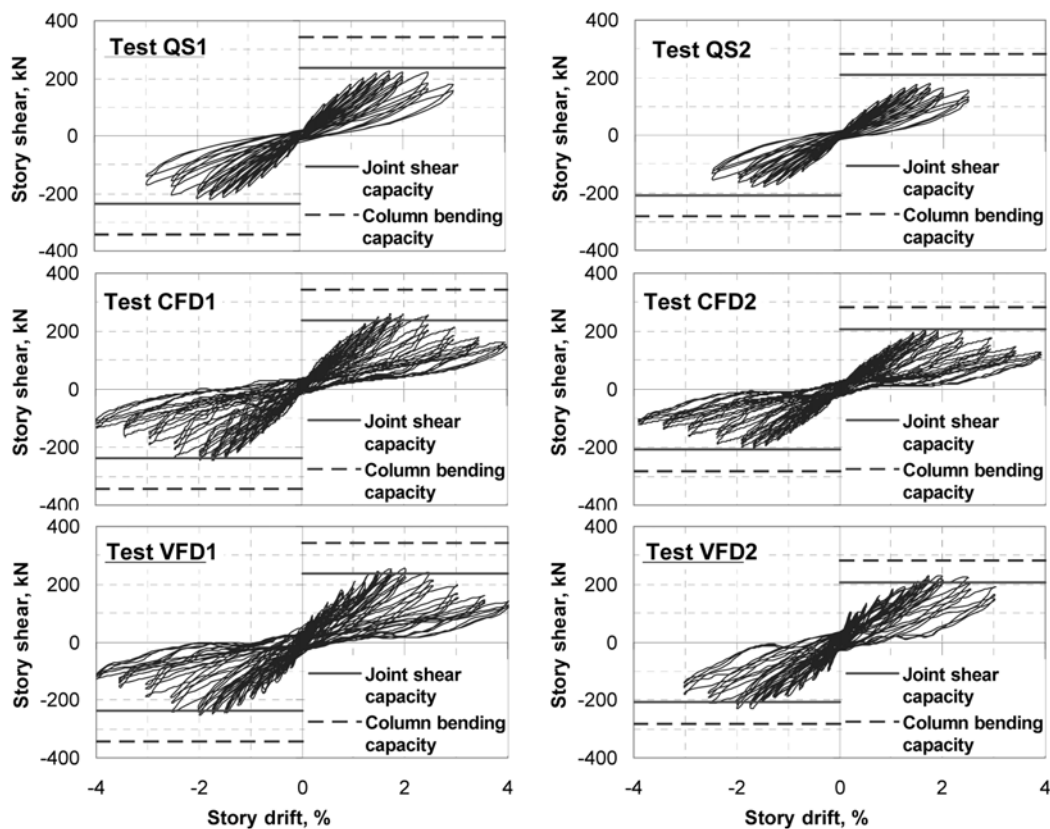 400
Test QS1
200
0
-200
-400
Story shear, kN
Joint shear
capacity
Column bending
capacity
400
Test QS2
200
0
-200
-400
Story shear, kN
Joint shear
capacity
Column bending
capacity
400
Test CFD1
200
0
-200
-400
Story shear, kN
Joint shear
capacity
Column bending
capacity
400
Test CFD2
200
0
-200
-400
Story shear, kN
Joint shear
capacity
Column bending
capacity
400
Test VFD1
200
0
-200
-400
Story shear, kN
Joint shear
capacity
Column bending
capacity
-4 -2 0 2 4
Story drift, %
400
Test VFD2
200
0
-200
-400
Story shear, kN
Joint shear
capacity
Column bending
capacity
-4 -2 0 2 4
Story drift, %